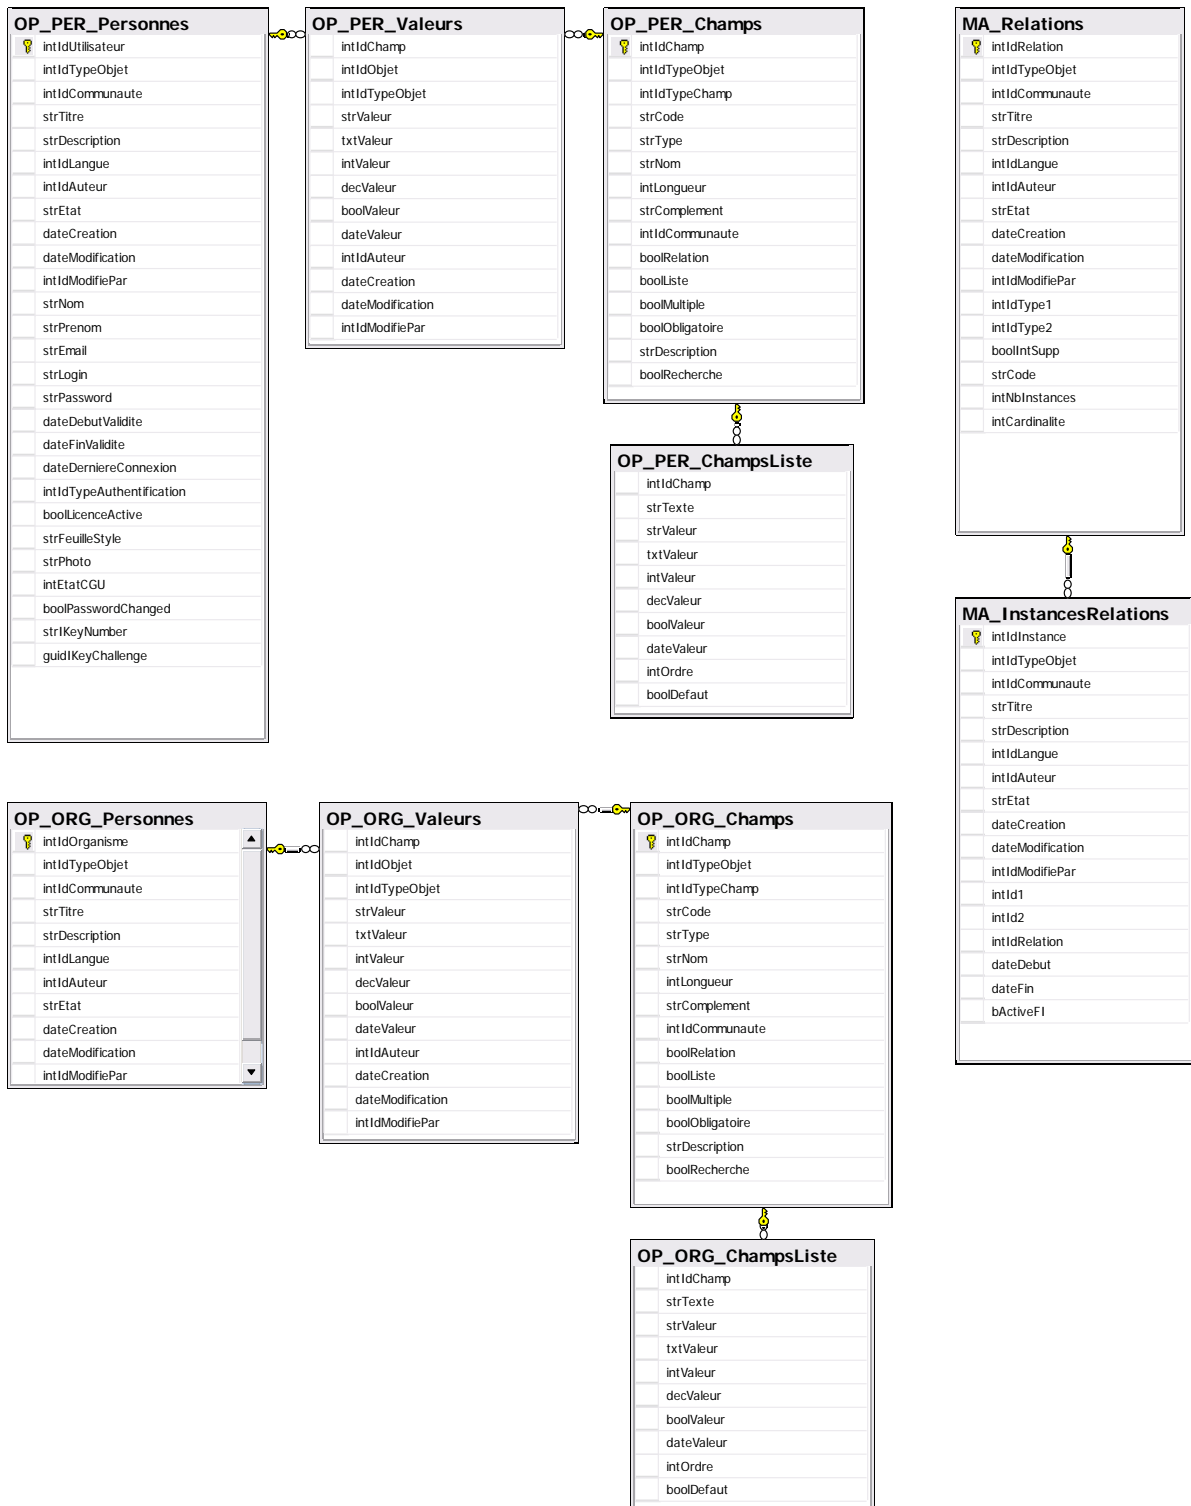 OP_PER_Personnes
intIdUtilisateur
intIdTypeObjet
intIdCommunaute
strTitre
strDescription
intIdLangue
intIdAuteur
strEtat
dateCreation
dateModification
intIdModifiePar
strNom
strPrenom
strEmail
strLogin
strPassword
dateDebutValidite
dateFinValidite
dateDerniereConnexion
intIdTypeAuthentification
boolLicenceActive
strFeuilleStyle
strPhoto
intEtatCGU
boolPasswordChanged
strIKeyNumber
guidIKeyChallenge
OP_PER_Valeurs
intIdChamp
intIdObjet
intIdTypeObjet
strValeur
txtValeur
intValeur
decValeur
boolValeur
dateValeur
intIdAuteur
dateCreation
dateModification
intIdModifiePar
OP_PER_Champs
intIdChamp
intIdTypeObjet
intIdTypeChamp
strCode
strType
strNom
intLongueur
strComplement
intIdCommunaute
boolRelation
boolListe
boolMultiple
boolObligatoire
strDescription
boolRecherche
OP_PER_ChampsListe
intIdChamp
strTexte
strValeur
txtValeur
intValeur
decValeur
boolValeur
dateValeur
intOrdre
boolDefaut
MA_Relations
intIdRelation
intIdTypeObjet
intIdCommunaute
strTitre
strDescription
intIdLangue
intIdAuteur
strEtat
dateCreation
dateModification
intIdModifiePar
intIdType1
intIdType2
boolIntSupp
strCode
intNbInstances
intCardinalite
MA_InstancesRelations
intIdInstance
intIdTypeObjet
intIdCommunaute
strTitre
strDescription
intIdLangue
intIdAuteur
strEtat
dateCreation
dateModification
intIdModifiePar
intId1
intId2
intIdRelation
dateDebut
dateFin
bActiveFI
OP_ORG_Personnes
intIdOrganisme
intIdTypeObjet
intIdCommunaute
strTitre
strDescription
intIdLangue
intIdAuteur
strEtat
dateCreation
dateModification
intIdModifiePar
OP_ORG_Valeurs
intIdChamp
intIdObjet
intIdTypeObjet
strValeur
txtValeur
intValeur
decValeur
boolValeur
dateValeur
intIdAuteur
dateCreation
dateModification
intIdModifiePar
OP_ORG_Champs
intIdChamp
intIdTypeObjet
intIdTypeChamp
strCode
strType
strNom
intLongueur
strComplement
intIdCommunaute
boolRelation
boolListe
boolMultiple
boolObligatoire
strDescription
boolRecherche
OP_ORG_ChampsListe
intIdChamp
strTexte
strValeur
txtValeur
intValeur
decValeur
boolValeur
dateValeur
intOrdre
boolDefaut